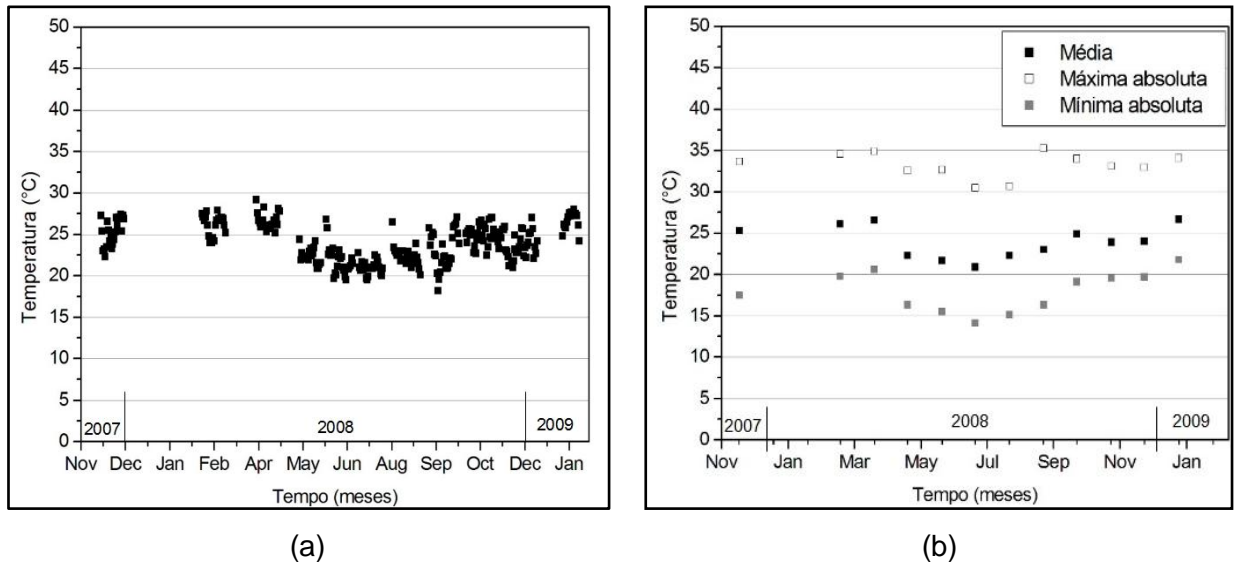 50
45
40
35
30
25
20
15
10
5
0
Temperatura (°C)
2007
2008
2009
Nov Dec Jan Feb Apr May Jun Aug Sep Oct Dec Jan
Tempo (meses)
(a)
50
45
40
35
30
25
20
15
10
5
0
Temperatura (°C)
Média
Máxima absoluta
Mínima absoluta
2007
2008
2009
Nov Jan Mar May Jul Sep Nov Jan
Tempo (meses)
(b)